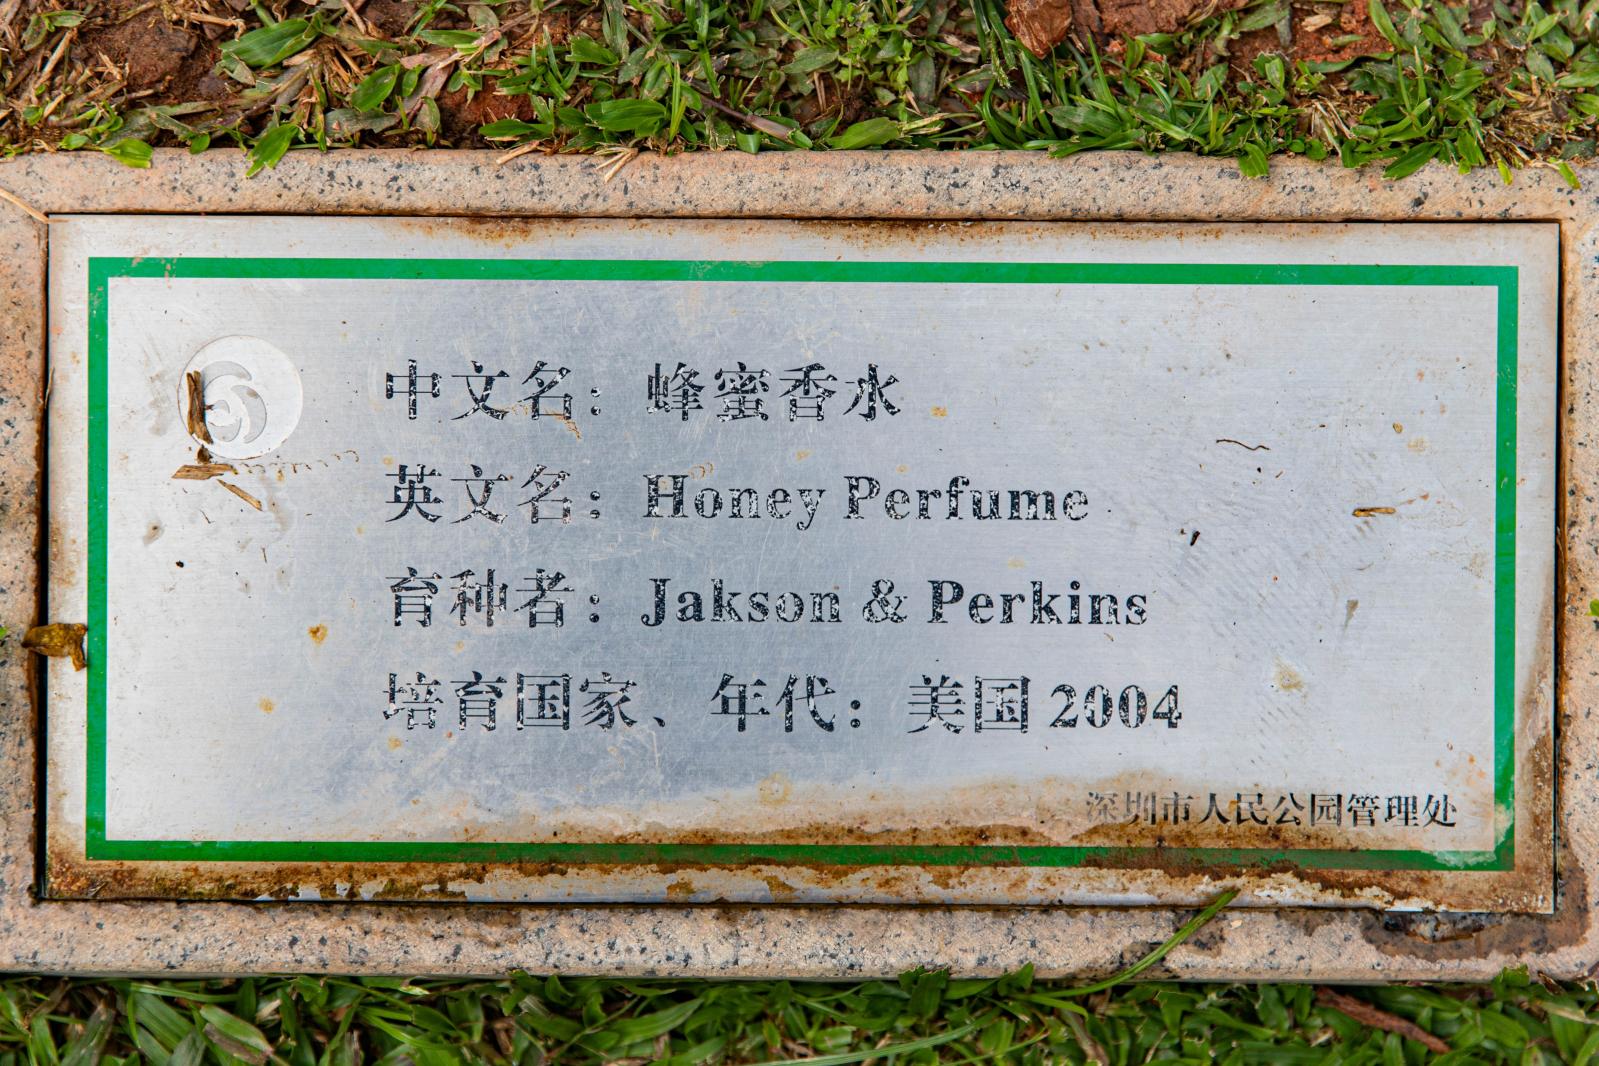 中文名：蜂蜜香水
英文名：Honey Perfume
育种者：Jakson & Perkins
培育国家、年代：美国 2004
深圳市人民公园管理处